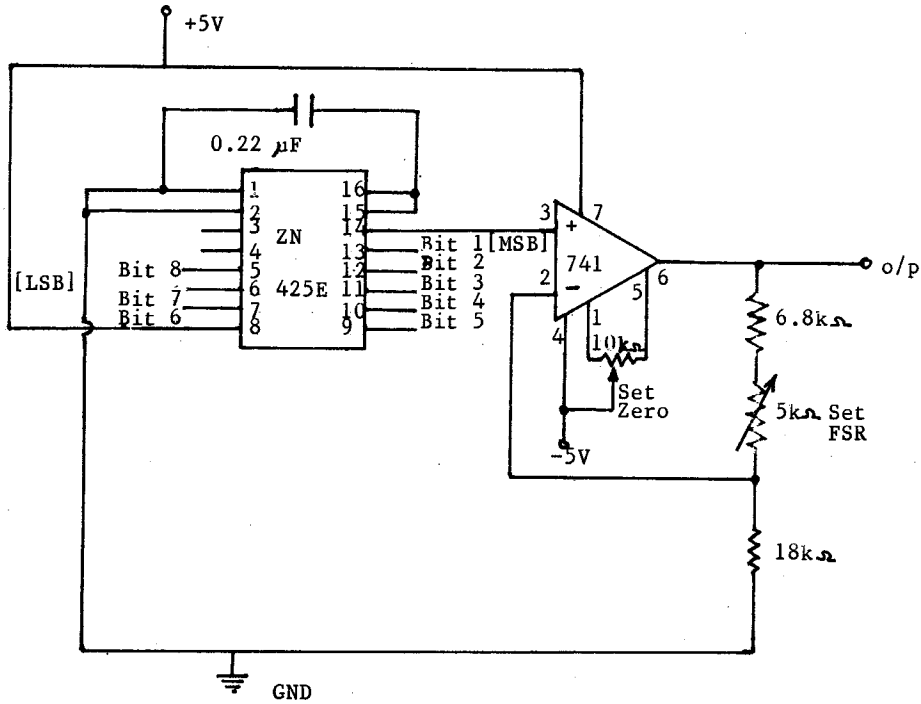 +5V
0.22 µF
1
2
3
4
5
6
7
8
16
15
14
13
12
11
10
9
ZN
425E
[LSB]
Bit 8
Bit 7
Bit 6
Bit 1 [MSB]
Bit 2
Bit 3
Bit 4
Bit 5
3
+
7
2
741
−
6
5
4
1
10kΩ
Set
Zero
-5V
o/p
6.8kΩ
5kΩ Set
FSR
18kΩ
GND